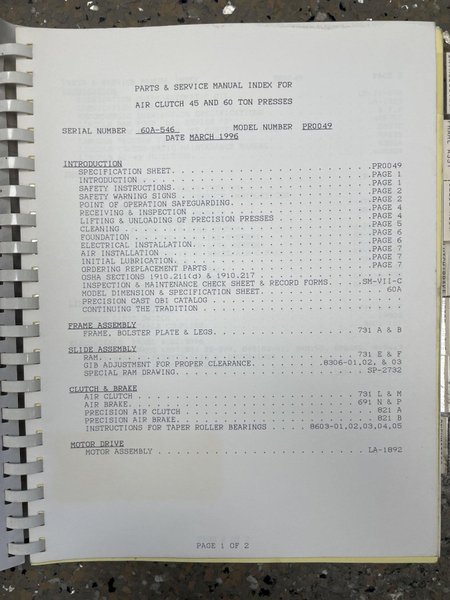 PARTS & SERVICE MANUAL INDEX FOR
AIR CLUTCH 45 AND 60 TON PRESSES
SERIAL NUMBER 60A-546 MODEL NUMBER PR0049
DATE MARCH 1996
INTRODUCTION . . . . . . . . . . . . . . . . . . . . . .PR0049
SPECIFICATION SHEET. . . . . . . . . . . . . . . . . . .PAGE 1
INTRODUCTION . . . . . . . . . . . . . . . . . . . . . .PAGE 1
SAFETY INSTRUCTIONS. . . . . . . . . . . . . . . . . . .PAGE 2
SAFETY WARNING SIGNS . . . . . . . . . . . . . . . . . .PAGE 2
POINT OF OPERATION SAFEGUARDING. . . . . . . . . . . . .PAGE 4
RECEIVING & INSPECTION . . . . . . . . . . . . . . . . .PAGE 4
LIFTING & UNLOADING OF PRECISION PRESSES . . . . . . . .PAGE 5
CLEANING . . . . . . . . . . . . . . . . . . . . . . . .PAGE 6
FOUNDATION . . . . . . . . . . . . . . . . . . . . . . .PAGE 6
ELECTRICAL INSTALLATION. . . . . . . . . . . . . . . . .PAGE 7
AIR INSTALLATION . . . . . . . . . . . . . . . . . . . .PAGE 7
INITIAL LUBRICATION. . . . . . . . . . . . . . . . . . .PAGE 7
ORDERING REPLACEMENT PARTS . . . . . . . . . . . . . . .
OSHA SECTIONS 1910.211(d) & 1910.217 . . . . . . . . . .
INSPECTION & MAINTENANCE CHECK SHEET & RECORD FORMS. . .SM-VII-C
MODEL DIMENSION & SPECIFICATION SHEET. . . . . . . . . . 60A
PRECISION CAST OBI CATALOG
CONTINUING THE TRADITION . . . . . . . . . . . . . . . .
FRAME ASSEMBLY
FRAME, BOLSTER PLATE & LEGS. . . . . . . . . . . . . . . 731 A & B
SLIDE ASSEMBLY
RAM. . . . . . . . . . . . . . . . . . . . . . . . . . . 731 E & F
GIB ADJUSTMENT FOR PROPER CLEARANCE. . . . . . . .8306-01,02, & 03
SPECIAL RAM DRAWING. . . . . . . . . . . . . . . . . . .SP-2732
CLUTCH & BRAKE
AIR CLUTCH . . . . . . . . . . . . . . . . . . . . . . . 731 L & M
AIR BRAKE. . . . . . . . . . . . . . . . . . . . . . . . 691 N & P
PRECISION AIR CLUTCH . . . . . . . . . . . . . . . . . . 821 A
PRECISION AIR BRAKE. . . . . . . . . . . . . . . . . . . 821 B
INSTRUCTIONS FOR TAPER ROLLER BEARINGS . . . . 8603-01,02,03,04,05
MOTOR DRIVE
MOTOR ASSEMBLY . . . . . . . . . . . . . . . . . . . . . LA-1892
PAGE 1 OF 2